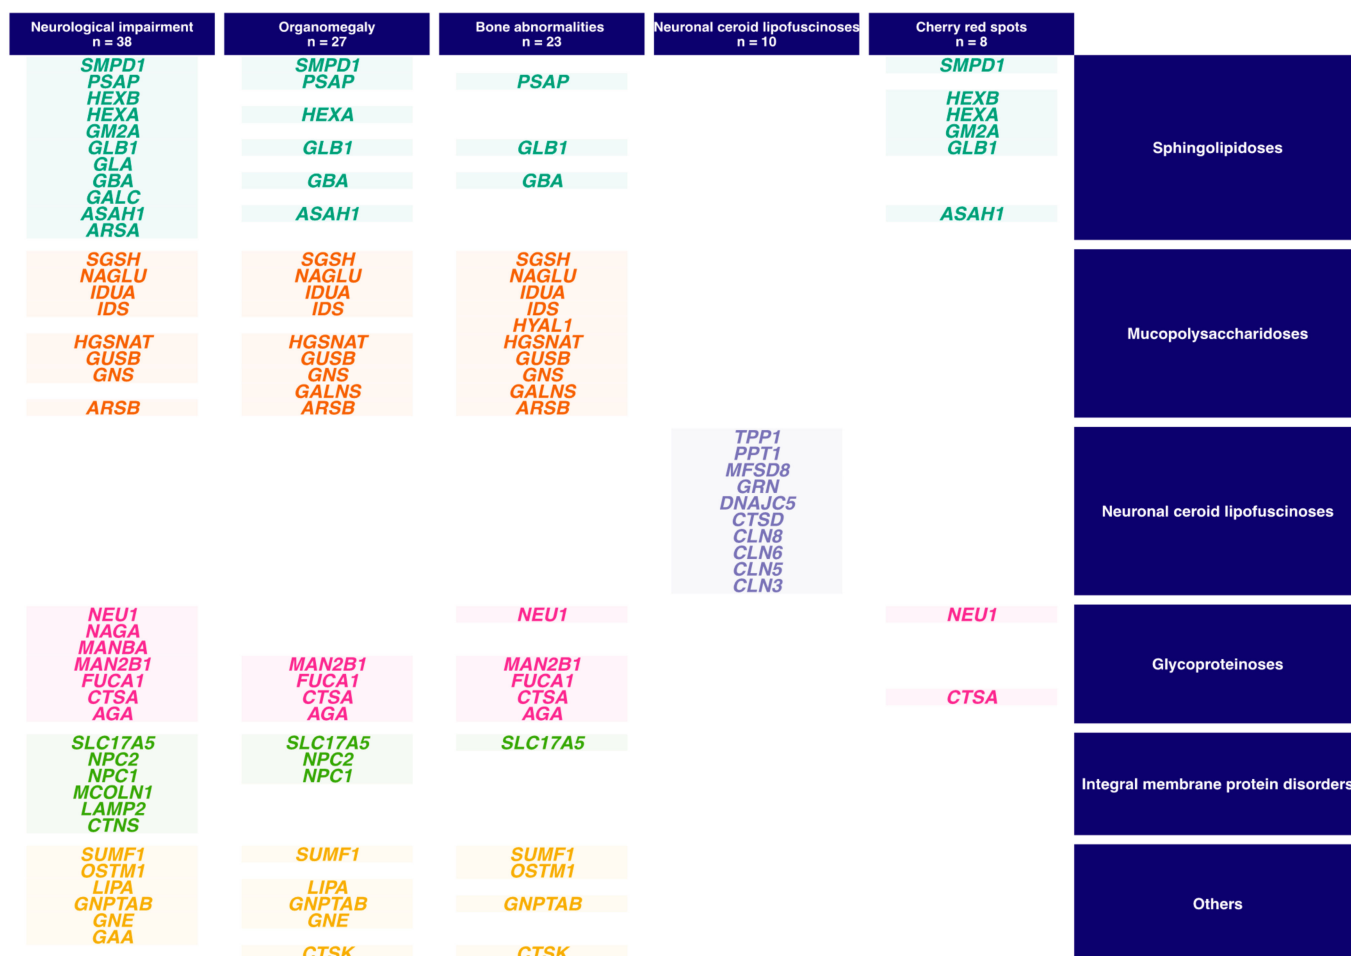 Neurological impairment
n = 38
Organomegaly
n = 27
Bone abnormalities
n = 23
Neuronal ceroid lipofuscinoses
n = 10
Cherry red spots
n = 8
SMPD1 SMPD1 SMPD1
PSAP PSAP PSAP
HEXB HEXB
HEXA HEXA HEXA
GM2A GM2A
GLB1 GLB1 GLB1 GLB1
Sphingolipidoses
GLA
GBA GBA GBA
GALC
ASAH1 ASAH1 ASAH1
ARSA
SGSH SGSH SGSH
NAGLU NAGLU NAGLU
IDUA IDUA IDUA
IDS IDS IDS
HYAL1
Mucopolysaccharidoses
HGSNAT HGSNAT HGSNAT
GUSB GUSB GUSB
GNS GNS GNS
GALNS GALNS
ARSB ARSB ARSB
TPP1
PPT1
MFSD8
GRN
DNAJC5
Neuronal ceroid lipofuscinoses
CTSD
CLN8
CLN6
CLN5
CLN3
NEU1 NEU1 NEU1
NAGA
MANBA
MAN2B1 MAN2B1 MAN2B1
Glycoproteinoses
FUCA1 FUCA1 FUCA1
CTSA CTSA CTSA CTSA
AGA AGA AGA
SLC17A5 SLC17A5 SLC17A5
NPC2 NPC2
NPC1 NPC1
Integral membrane protein disorders
MCOLN1
LAMP2
CTNS
SUMF1 SUMF1 SUMF1
OSTM1 OSTM1
LIPA LIPA
GNPTAB GNPTAB GNPTAB
Others
GNE GNE
GAA
CTSK CTSK